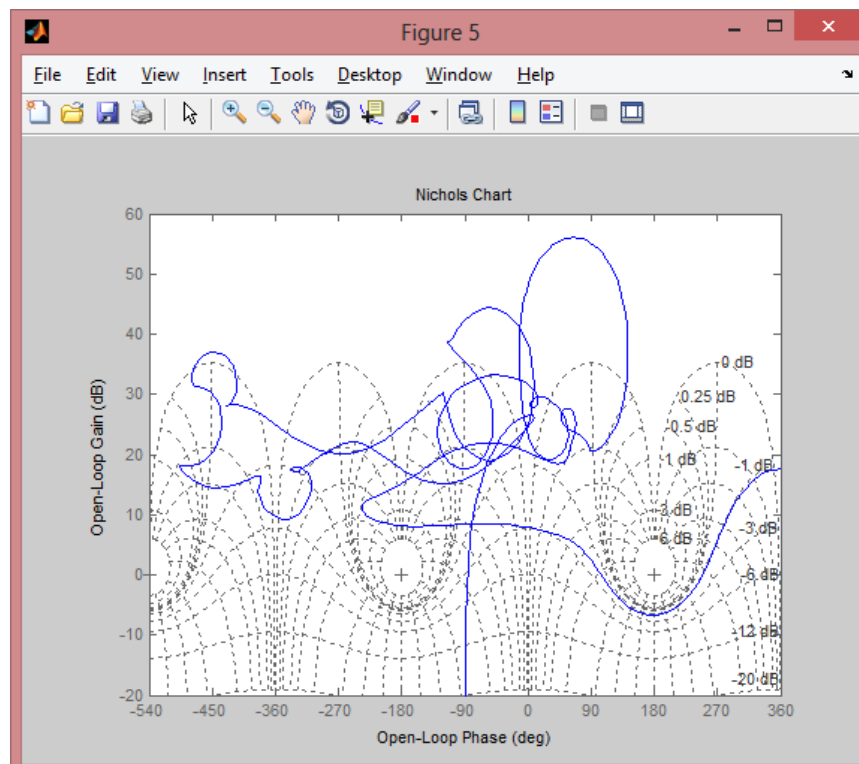 Figure 5
File Edit View Insert Tools Desktop Window Help
Nichols Chart
60
50
40
30
20
10
0
-10
-20
Open-Loop Gain (dB)
0 dB
0.25 dB
0.5 dB
1 dB
-1 dB
3 dB
-3 dB
6 dB
-6 dB
-12 dB
-20 dB
-540 -450 -360 -270 -180 -90 0 90 180 270 360
Open-Loop Phase (deg)